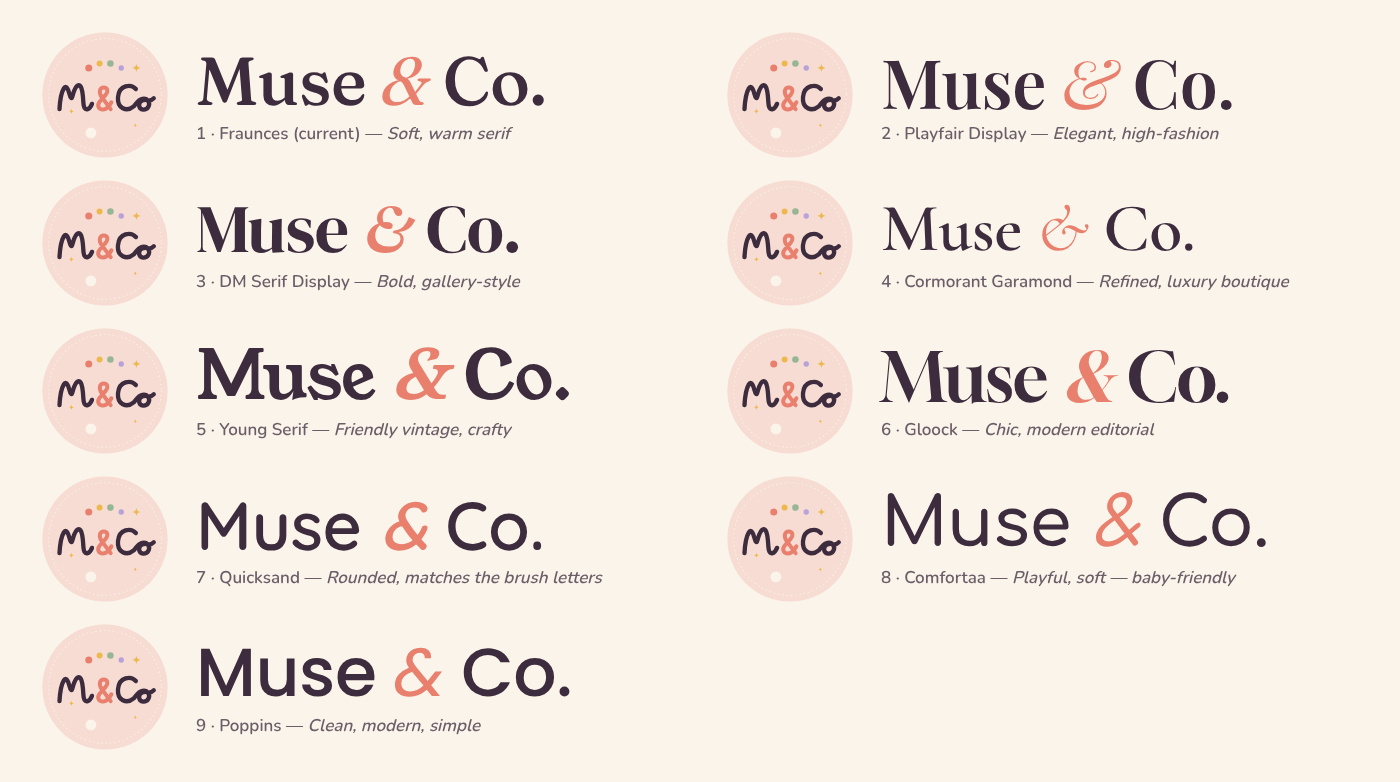 M&Co
Muse & Co.
1 · Fraunces (current) — Soft, warm serif
M&Co
Muse & Co.
2 · Playfair Display — Elegant, high-fashion
M&Co
Muse & Co.
3 · DM Serif Display — Bold, gallery-style
M&Co
Muse & Co.
4 · Cormorant Garamond — Refined, luxury boutique
M&Co
Muse & Co.
5 · Young Serif — Friendly vintage, crafty
M&Co
Muse & Co.
6 · Gloock — Chic, modern editorial
M&Co
Muse & Co.
7 · Quicksand — Rounded, matches the brush letters
M&Co
Muse & Co.
8 · Comfortaa — Playful, soft — baby-friendly
M&Co
Muse & Co.
9 · Poppins — Clean, modern, simple